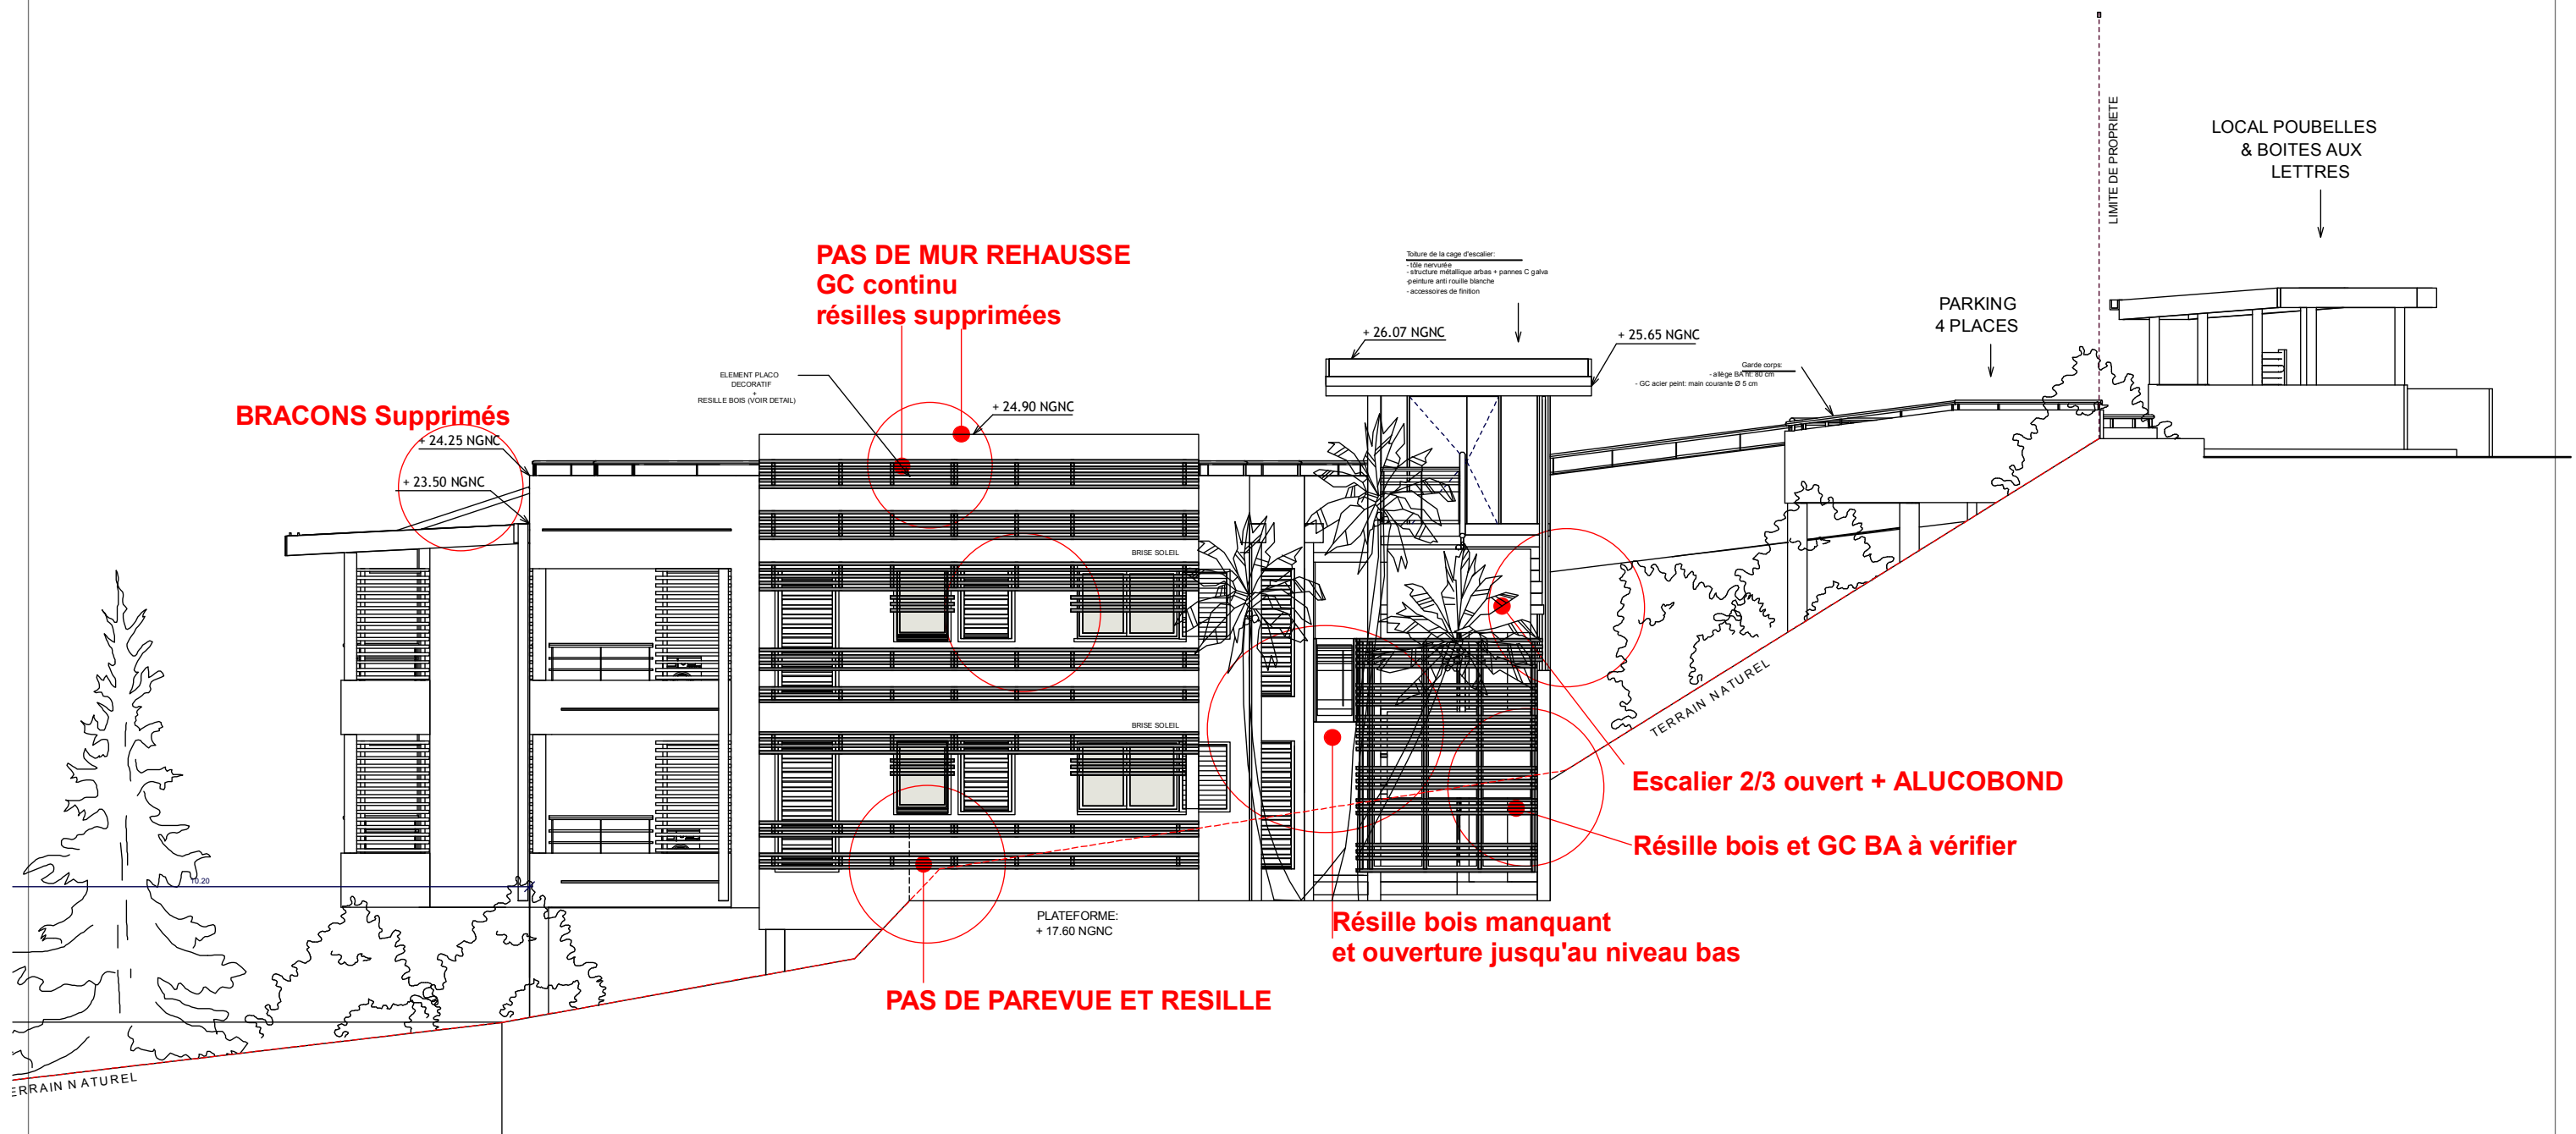 LIMITE DE PROPRIETE
LOCAL POUBELLES
& BOITES AUX
LETTRES
PAS DE MUR REHAUSSE
GC continu
résilles supprimées
Toiture de la cage d'escalier:
- tôle nervurée
- structure métallique arbas + pannes C galva
-peinture anti rouille blanche
- accessoires de finition
PARKING
4 PLACES
+ 26.07 NGNC
+ 25.65 NGNC
Garde corps:
- allège BA ht: 80 cm
- GC acier peint: main courante Ø 5 cm
ELEMENT PLACO
DECORATIF
+
RESILLE BOIS (VOIR DETAIL)
+ 24.90 NGNC
BRACONS Supprimés
+ 24.25 NGNC
+ 23.50 NGNC
BRISE SOLEIL
BRISE SOLEIL
TERRAIN NATUREL
Escalier 2/3 ouvert + ALUCOBOND
Résille bois et GC BA à vérifier
10.20
PLATEFORME:
+ 17.60 NGNC
Résille bois manquant
et ouverture jusqu'au niveau bas
PAS DE PAREVUE ET RESILLE
ERRAIN NATUREL